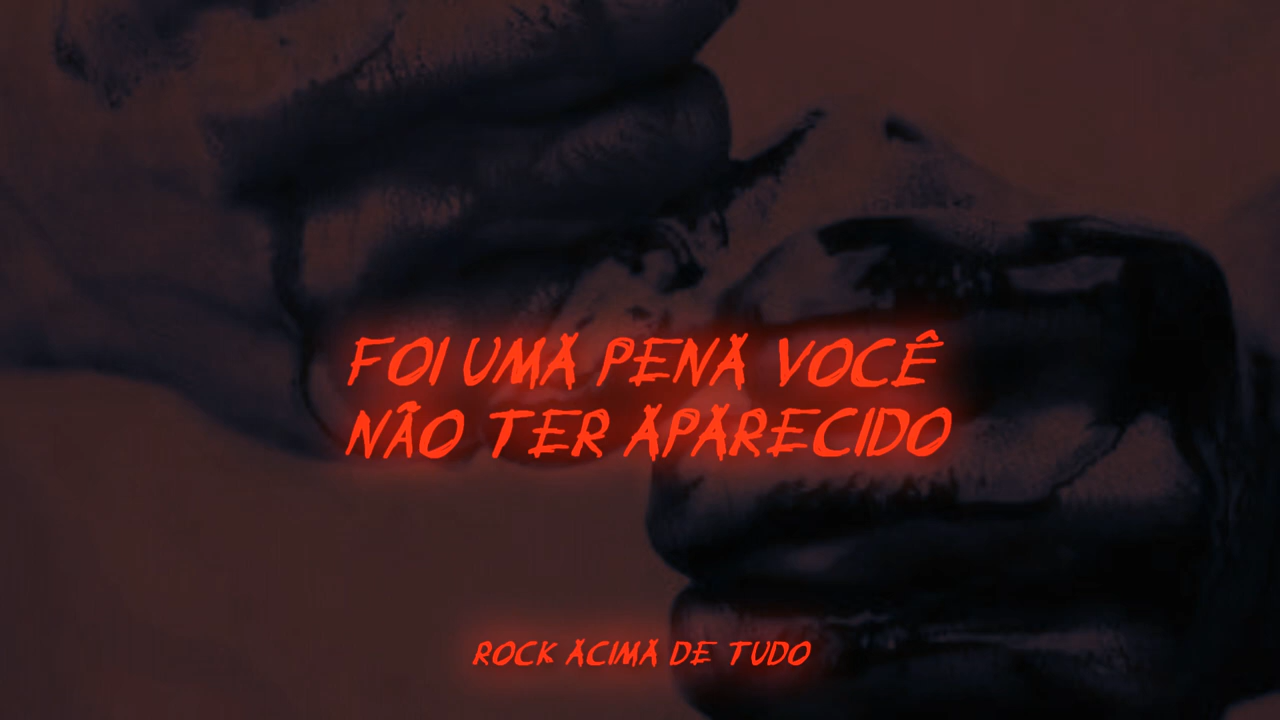 FOI UMA PENA VOCÊ
NÃO TER APARECIDO
ROCK ACIMA DE TUDO